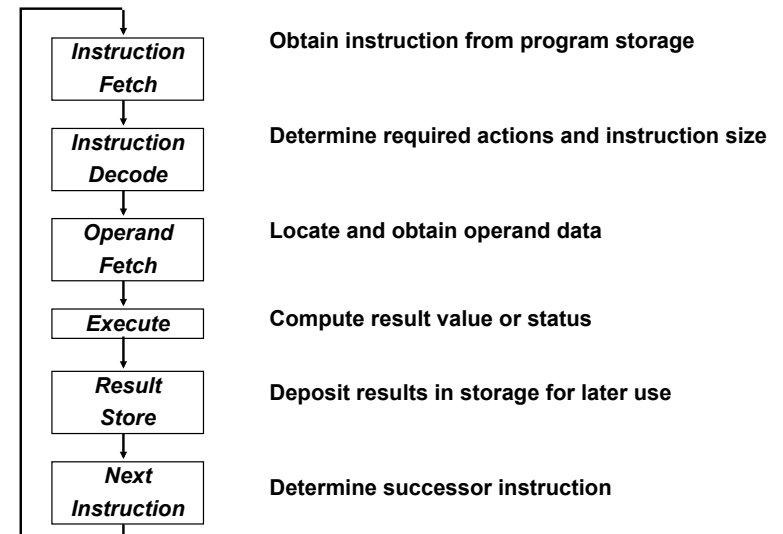 Instruction
Fetch
Obtain instruction from program storage
Instruction
Decode
Determine required actions and instruction size
Operand
Fetch
Locate and obtain operand data
Execute
Compute result value or status
Result
Store
Deposit results in storage for later use
Next
Instruction
Determine successor instruction